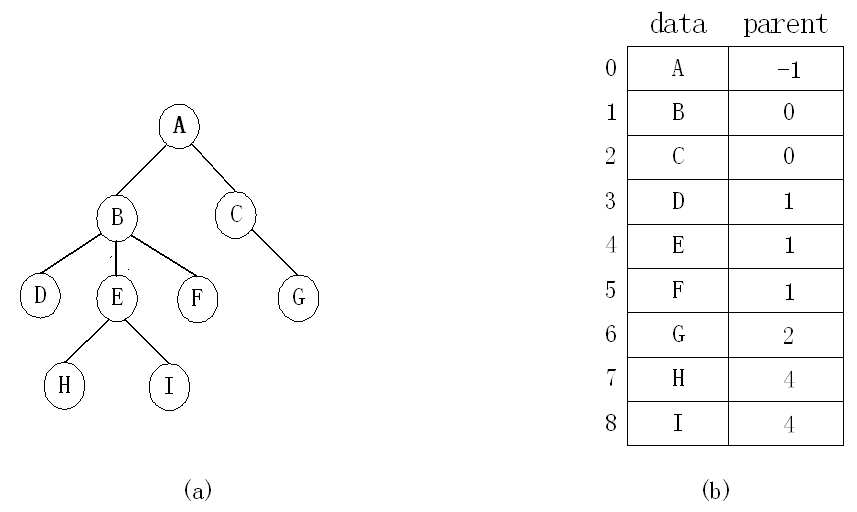 A
B
C
D
E
F
G
H
I
(a)
data parent
0 A -1
1 B 0
2 C 0
3 D 1
4 E 1
5 F 1
6 G 2
7 H 4
8 I 4
(b)